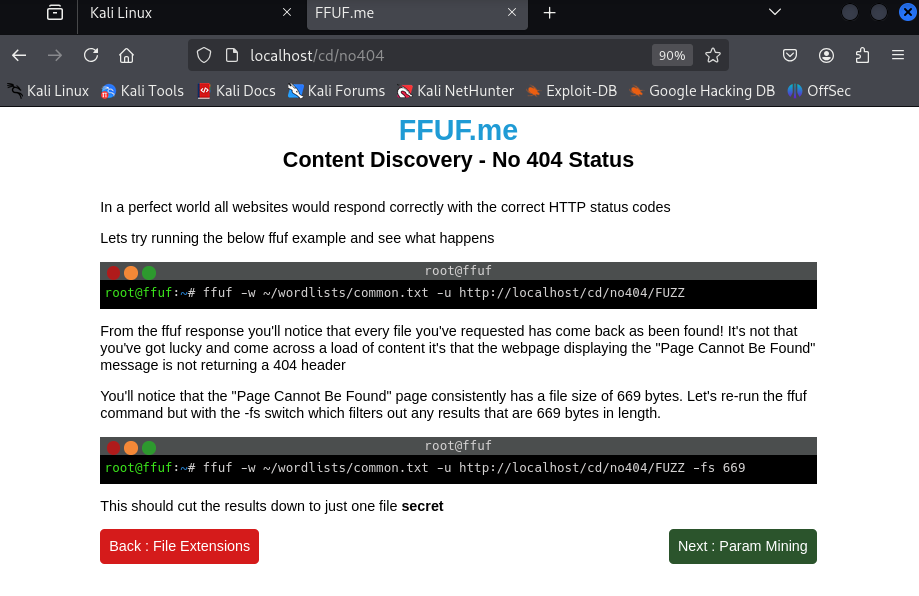 Kali Linux
FFUF.me
localhost/cd/no404
90%
Kali Linux
Kali Tools
Kali Docs
Kali Forums
Kali NetHunter
Exploit-DB
Google Hacking DB
OffSec
FFUF.me
Content Discovery - No 404 Status
In a perfect world all websites would respond correctly with the correct HTTP status codes
Lets try running the below ffuf example and see what happens
root@ffuf
root@ffuf:~# ffuf -w ~/wordlists/common.txt -u http://localhost/cd/no404/FUZZ
From the ffuf response you'll notice that every file you've requested has come back as been found! It's not that
you've got lucky and come across a load of content it's that the webpage displaying the "Page Cannot Be Found"
message is not returning a 404 header
You'll notice that the "Page Cannot Be Found" page consistently has a file size of 669 bytes. Let's re-run the ffuf
command but with the -fs switch which filters out any results that are 669 bytes in length.
root@ffuf
root@ffuf:~# ffuf -w ~/wordlists/common.txt -u http://localhost/cd/no404/FUZZ -fs 669
This should cut the results down to just one file secret
Back : File Extensions
Next : Param Mining